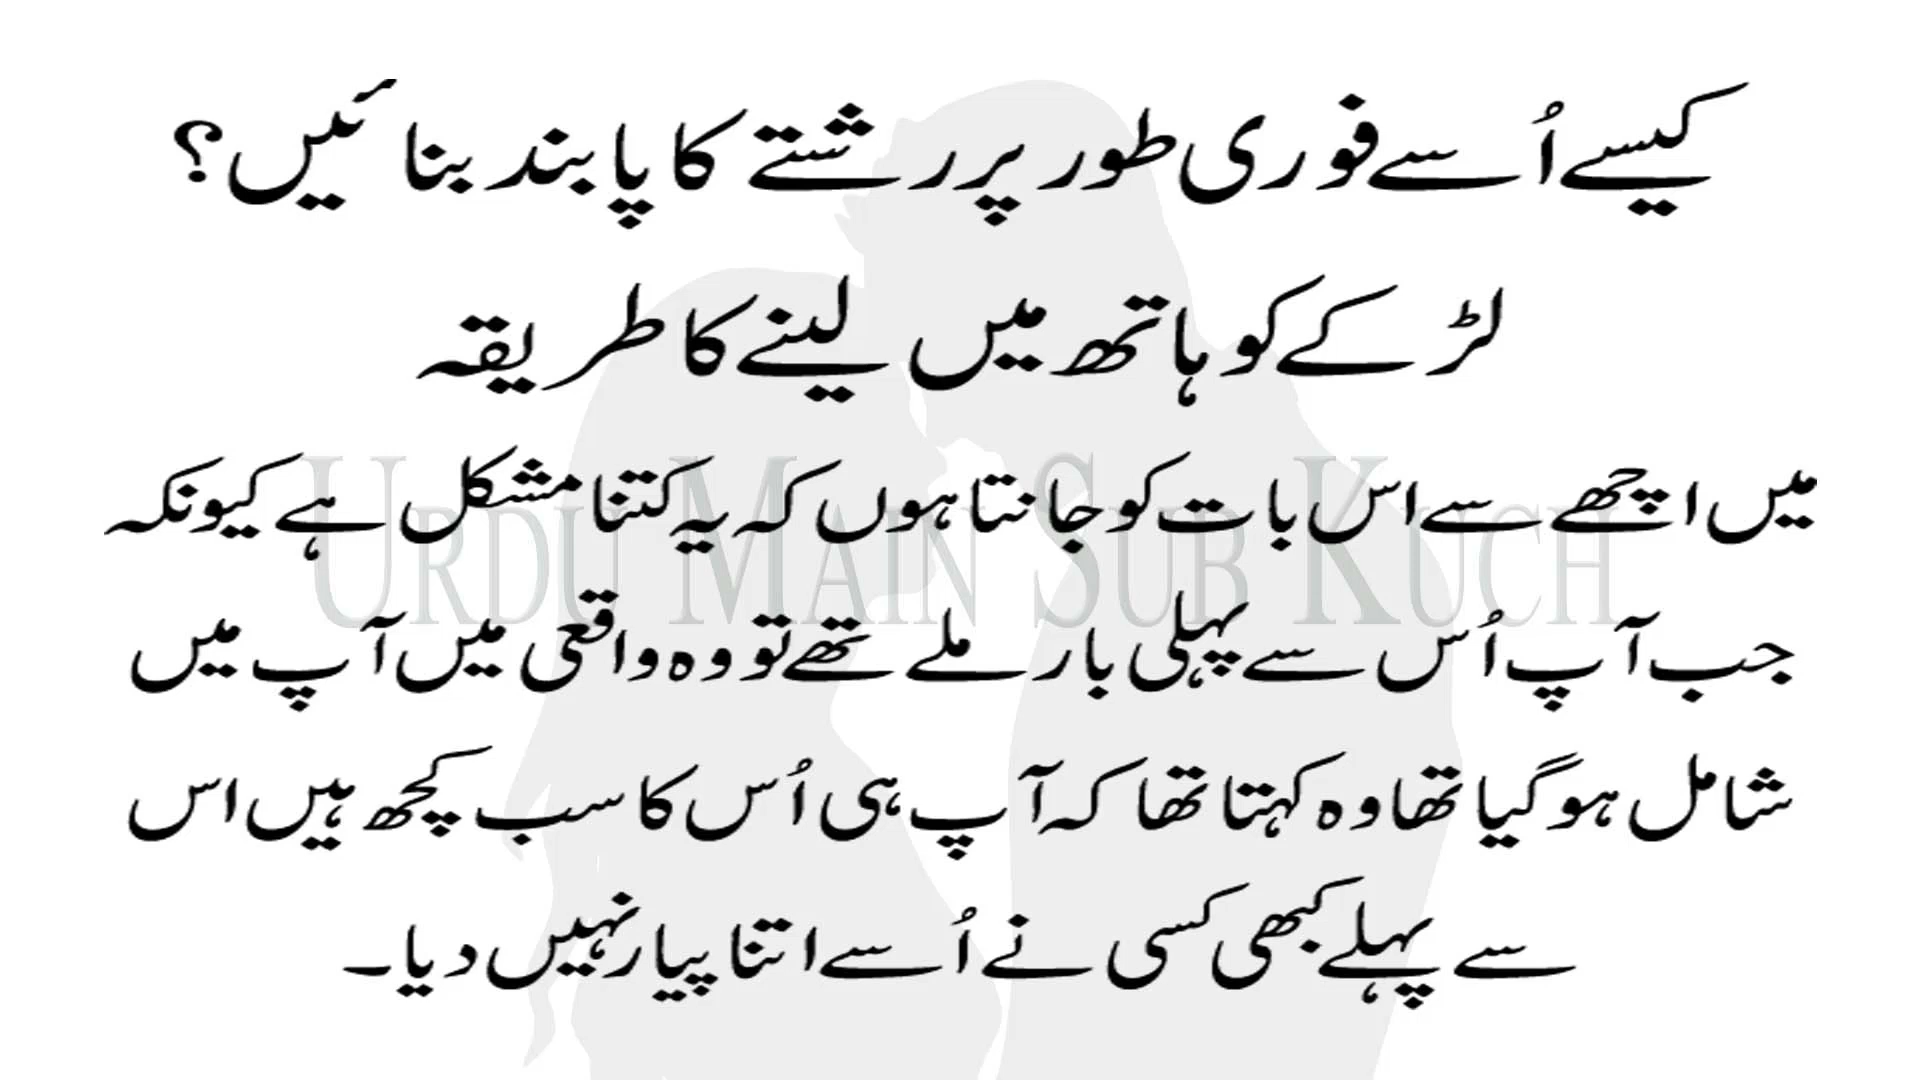 کیسے اُسے فوری طور پر رشتے کا پابند بنائیں؟
لڑکے کو ہاتھ میں لینے کا طریقہ
میں اچھے سے اس بات کو جانتا ہوں کہ یہ کتنا مشکل ہے کیونکہ
URDU MAIN SUB KUCH
جب آپ اُس سے پہلی بار ملے تھے تو وہ واقعی میں آپ میں
شامل ہو گیا تھا وہ کہتا تھا کہ آپ ہی اُس کا سب کچھ ہیں اس
سے پہلے کبھی کسی نے اُسے اتنا پیار نہیں دیا۔